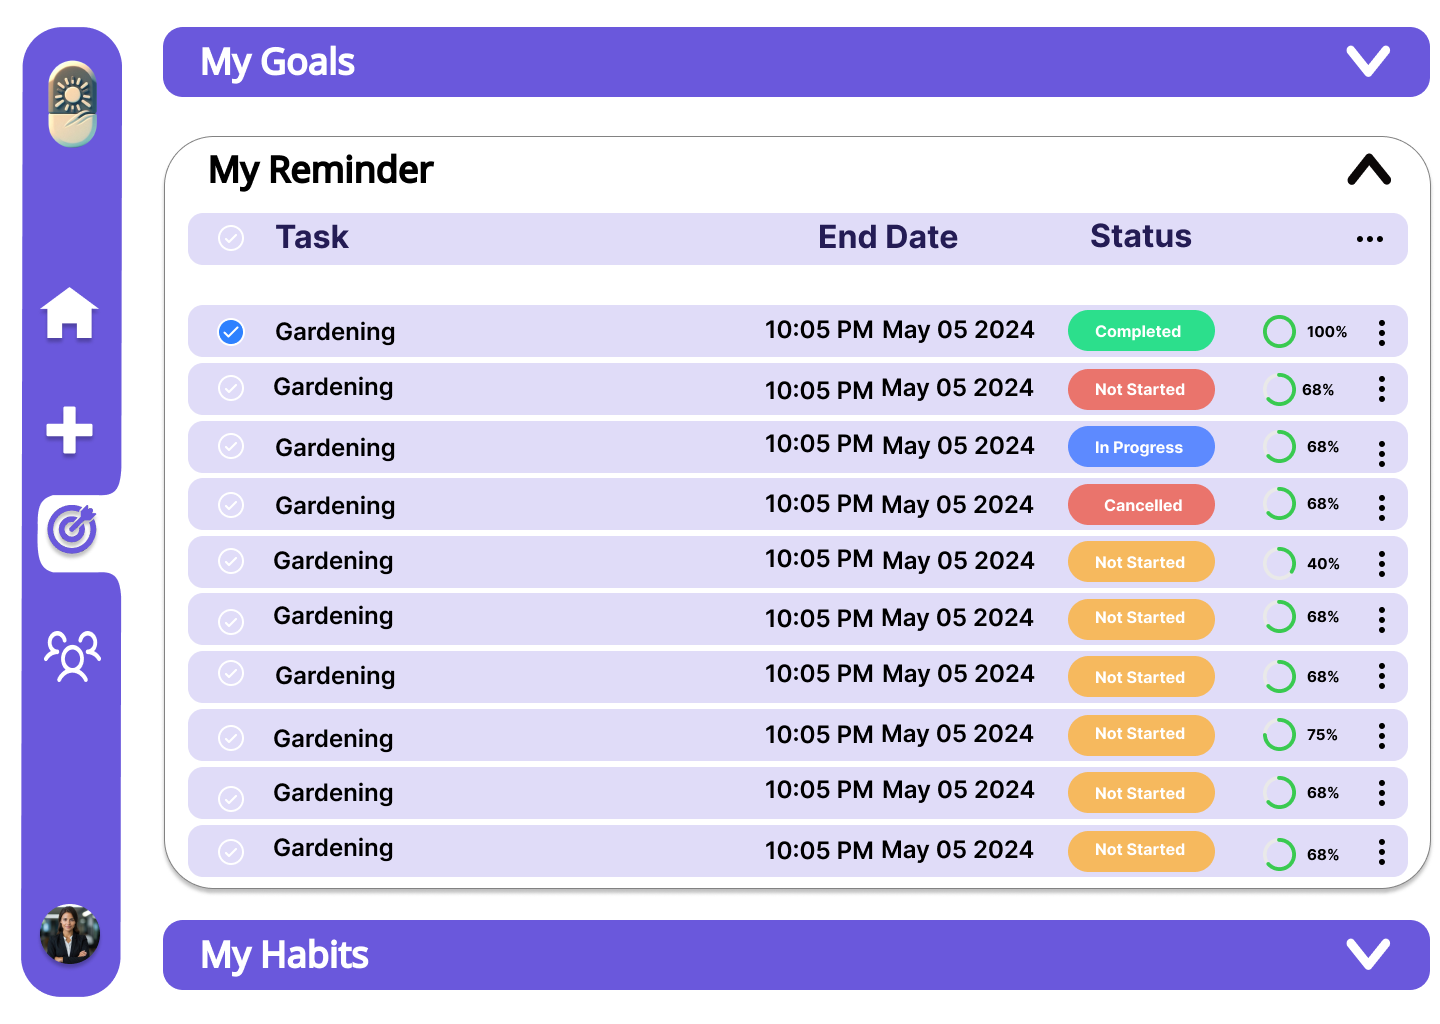 My Goals
My Reminder
Task End Date Status
Gardening 10:05 PM May 05 2024 Completed 100%
Gardening 10:05 PM May 05 2024 Not Started 68%
Gardening 10:05 PM May 05 2024 In Progress 68%
Gardening 10:05 PM May 05 2024 Cancelled 68%
Gardening 10:05 PM May 05 2024 Not Started 40%
Gardening 10:05 PM May 05 2024 Not Started 68%
Gardening 10:05 PM May 05 2024 Not Started 68%
Gardening 10:05 PM May 05 2024 Not Started 75%
Gardening 10:05 PM May 05 2024 Not Started 68%
Gardening 10:05 PM May 05 2024 Not Started 68%
My Habits